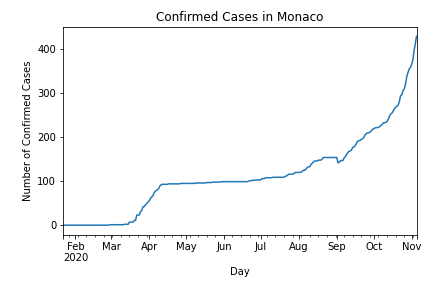 Confirmed Cases in Monaco
Number of Confirmed Cases
400
300
200
100
0
Feb Mar Apr May Jun Jul Aug Sep Oct Nov
2020
Day